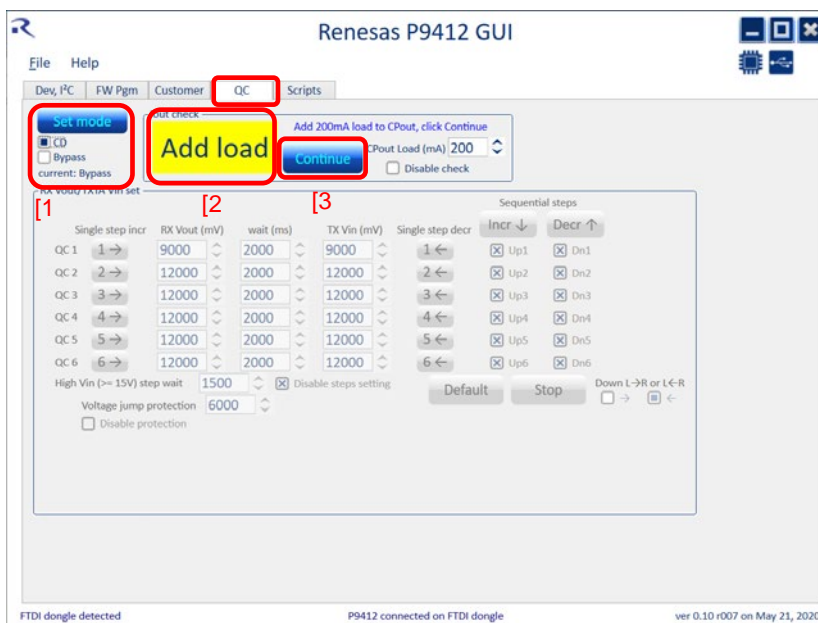 Renesas P9412 GUI
File Help
Dev, I²C FW Pgm Customer QC Scripts
Set mode
CD
Bypass
current: Bypass
out check
Add load
Add 200mA load to CPout, click Continue
Continue
CPout Load (mA) 200
Disable check
[1 [2 [3
RX Vout/TXTA Vin set
Sequential steps
Single step incr RX Vout (mV) wait (ms) TX Vin (mV) Single step decr Incr ↓ Decr ↑
QC 1 1 → 9000 2000 9000 1 ← Up1 Dn1
QC 2 2 → 12000 2000 12000 2 ← Up2 Dn2
QC 3 3 → 12000 2000 12000 3 ← Up3 Dn3
QC 4 4 → 12000 2000 12000 4 ← Up4 Dn4
QC 5 5 → 12000 2000 12000 5 ← Up5 Dn5
QC 6 6 → 12000 2000 12000 6 ← Up6 Dn6
High Vin (>= 15V) step wait 1500 Disable steps setting Default Stop Down L→R or L←R
Voltage jump protection 6000 → ←
Disable protection
FTDI dongle detected P9412 connected on FTDI dongle ver 0.10 r007 on May 21, 2020